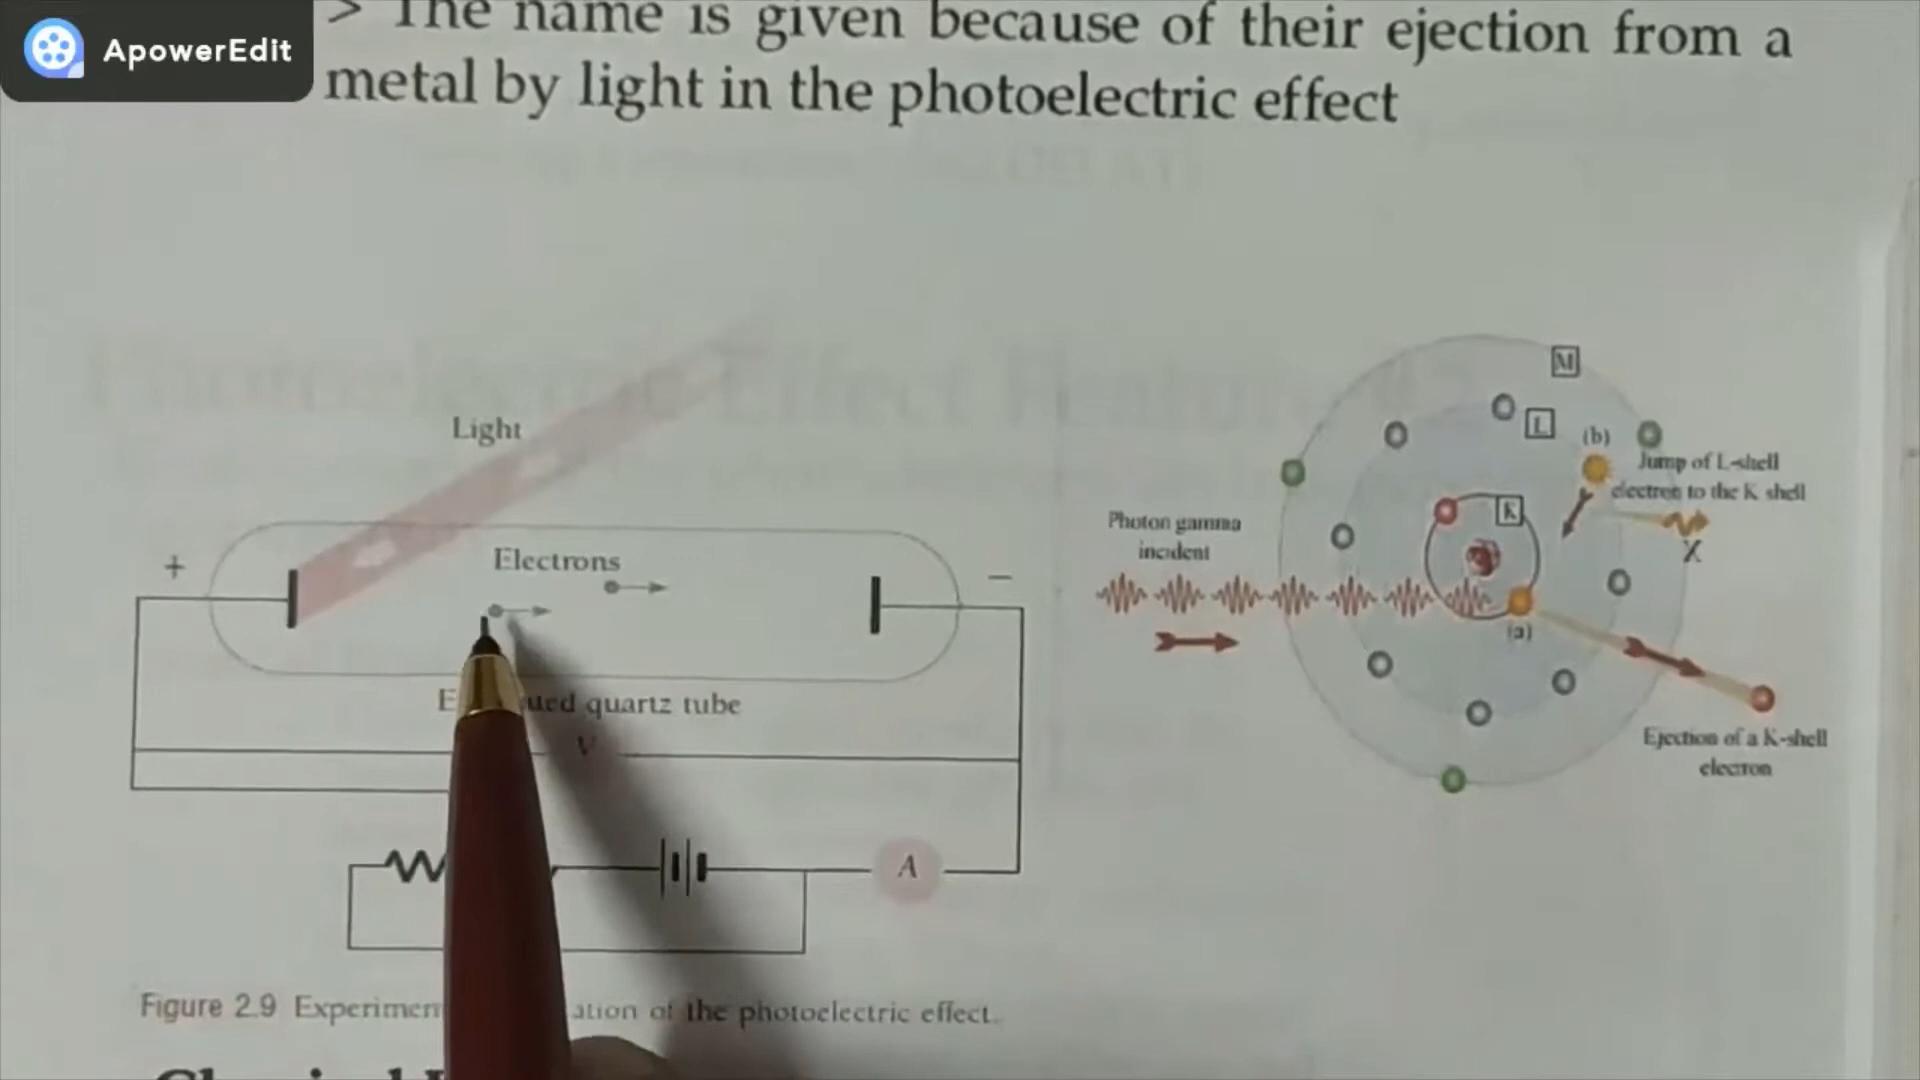 ApowerEdit
> The name is given because of their ejection from a
metal by light in the photoelectric effect
Light
Electrons
+
−
quartz tube
V
A
Figure 2.9 Experimen ation of the photoelectric effect.
M
L
K
(b)
Jump of L-shell
electron to the K shell
X
Photon gamma
incident
(a)
Ejection of a K-shell
electron